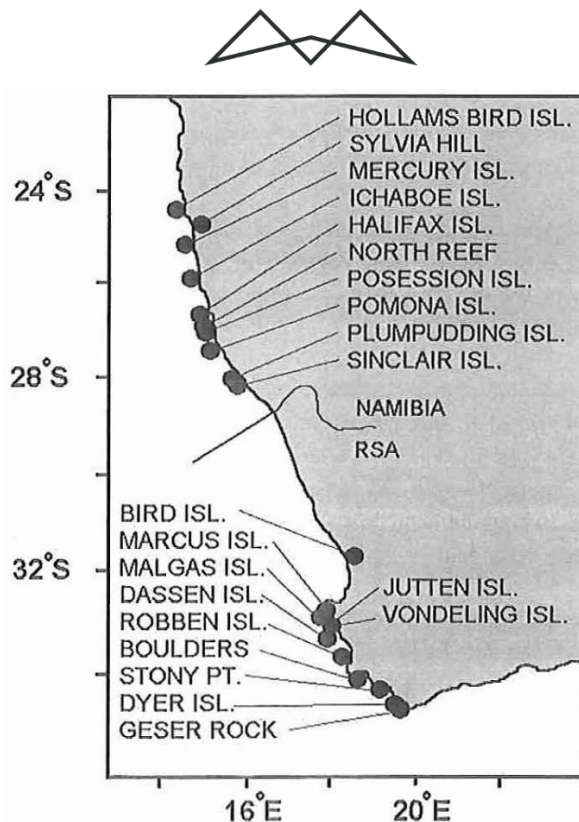 HOLLAMS BIRD ISL.
SYLVIA HILL
24°S
MERCURY ISL.
ICHABOE ISL.
HALIFAX ISL.
NORTH REEF
POSESSION ISL.
POMONA ISL.
PLUMPUDDING ISL.
28°S
SINCLAIR ISL.
NAMIBIA
RSA
BIRD ISL.
MARCUS ISL.
32°S
MALGAS ISL.
DASSEN ISL.
JUTTEN ISL.
ROBBEN ISL.
VONDELING ISL.
BOULDERS
STONY PT.
DYER ISL.
GESER ROCK
16°E
20°E